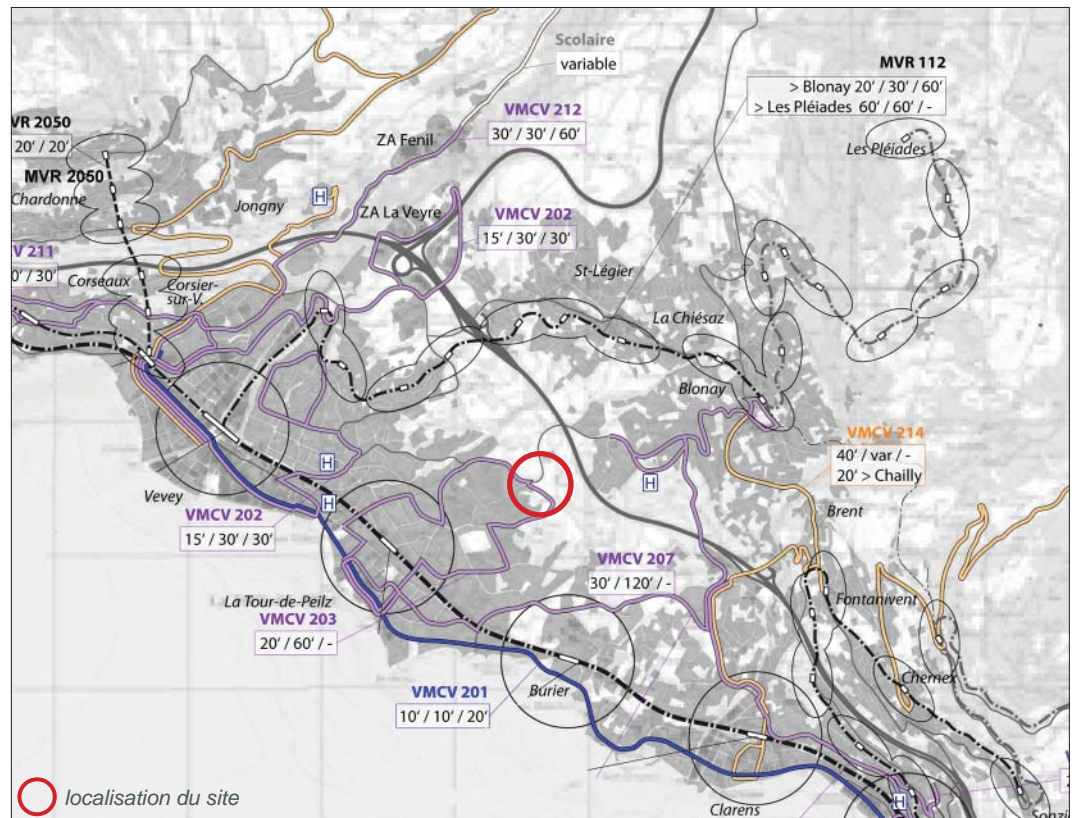 Scolaire
variable
MVR 112
> Blonay 20' / 30' / 60'
> Les Pléiades 60' / 60' / -
VR 2050
20' / 20'
MVR 2050
Chardonne
VMCV 212
30' / 30' / 60'
ZA Fenil
Les Pléiades
H
Jongny
ZA La Veyre
VMCV 202
15' / 30' / 30'
V 211
0' / 30'
Corseaux
Corsier-
sur-V.
St-Légier
La Chiésaz
Blonay
VMCV 214
40' / var / -
20' > Chailly
H
H
H
Vevey
VMCV 202
15' / 30' / 30'
Brent
VMCV 207
30' / 120' / -
La Tour-de-Peilz
VMCV 203
20' / 60' / -
Fontanivent
Chernex
VMCV 201
10' / 10' / 20'
Burier
Clarens
H
localisation du site